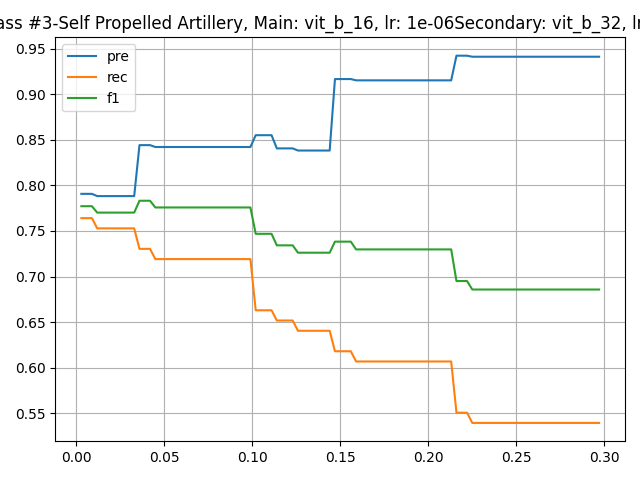 ass #3-Self Propelled Artillery, Main: vit_b_16, lr: 1e-06Secondary: vit_b_32, lr
pre
rec
f1
0.95
0.90
0.85
0.80
0.75
0.70
0.65
0.60
0.55
0.00 0.05 0.10 0.15 0.20 0.25 0.30